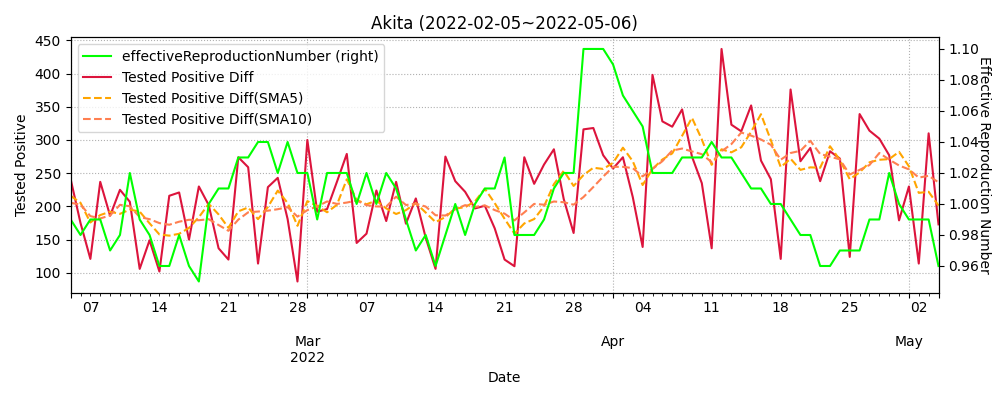 Akita (2022-02-05~2022-05-06)
effectiveReproductionNumber (right)
Tested Positive Diff
Tested Positive Diff(SMA5)
Tested Positive Diff(SMA10)
Tested Positive
450
400
350
300
250
200
150
100
Effective Reproduction Number
1.10
1.08
1.06
1.04
1.02
1.00
0.98
0.96
07 14 21 28 07 14 21 28 04 11 18 25 02
Mar Apr May
2022
Date